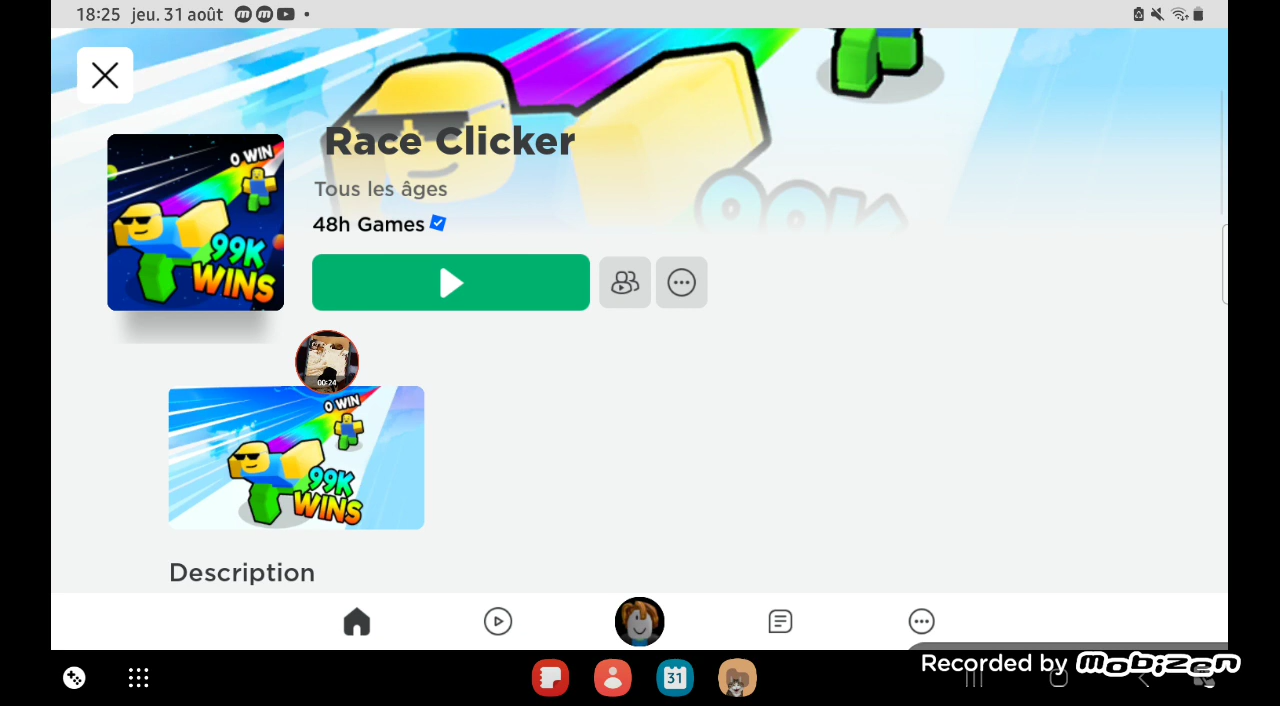 18:25 jeu. 31 août
Race Clicker
Tous les âges
48h Games
0 WIN
99K
WINS
99K
00:24
0 WIN
99K
WINS
Description
31
Recorded by mobizen